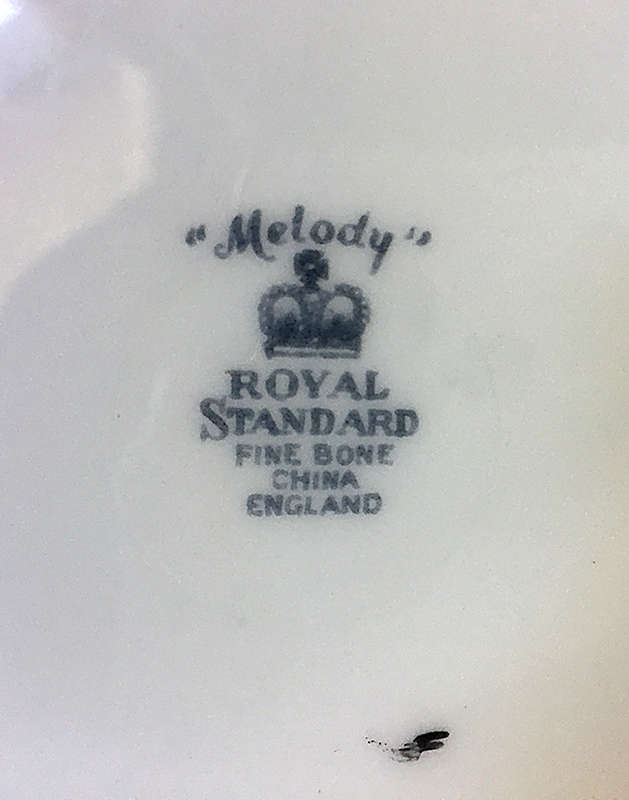 "Melody"
ROYAL
STANDARD
FINE BONE
CHINA
ENGLAND